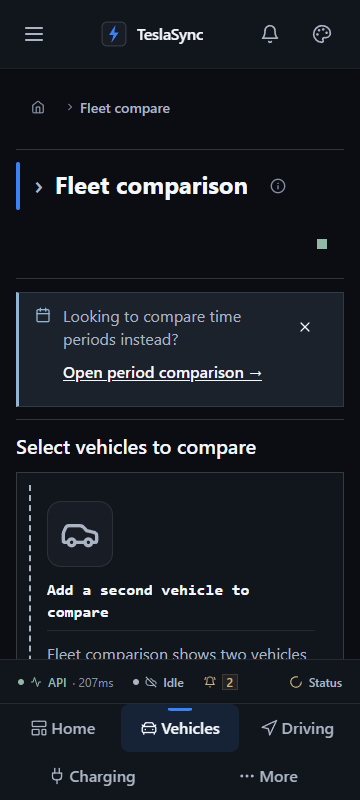 TeslaSync
Fleet compare
› Fleet comparison
Looking to compare time
periods instead?
Open period comparison →
Select vehicles to compare
Add a second vehicle to
compare
Fleet comparison shows two vehicles
API · 207ms Idle 2 Status
Home Vehicles Driving
Charging More